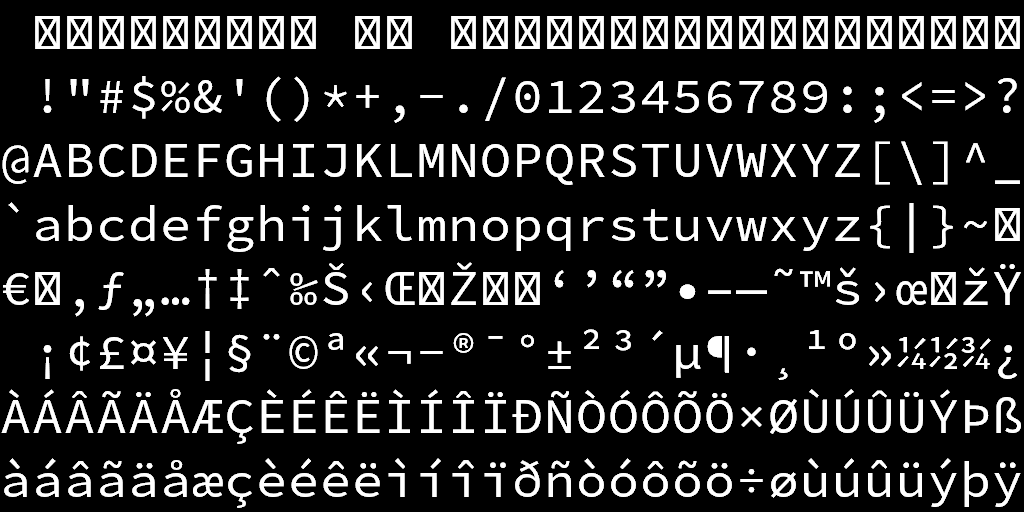 !"#$%&'()*+,-./0123456789:;<=>?
@ABCDEFGHIJKLMNOPQRSTUVWXYZ[\]^_
`abcdefghijklmnopqrstuvwxyz{|}~
€‚ƒ„…†‡ˆ‰Š‹ŒŽ‘’“”•–—˜™š›œžŸ
¡¢£¤¥¦§¨©ª«¬-®¯°±²³´µ¶·¸¹º»¼½¾¿
ÀÁÂÃÄÅÆÇÈÉÊËÌÍÎÏÐÑÒÓÔÕÖ×ØÙÚÛÜÝÞß
àáâãäåæçèéêëìíîïðñòóôõö÷øùúûüýþÿ